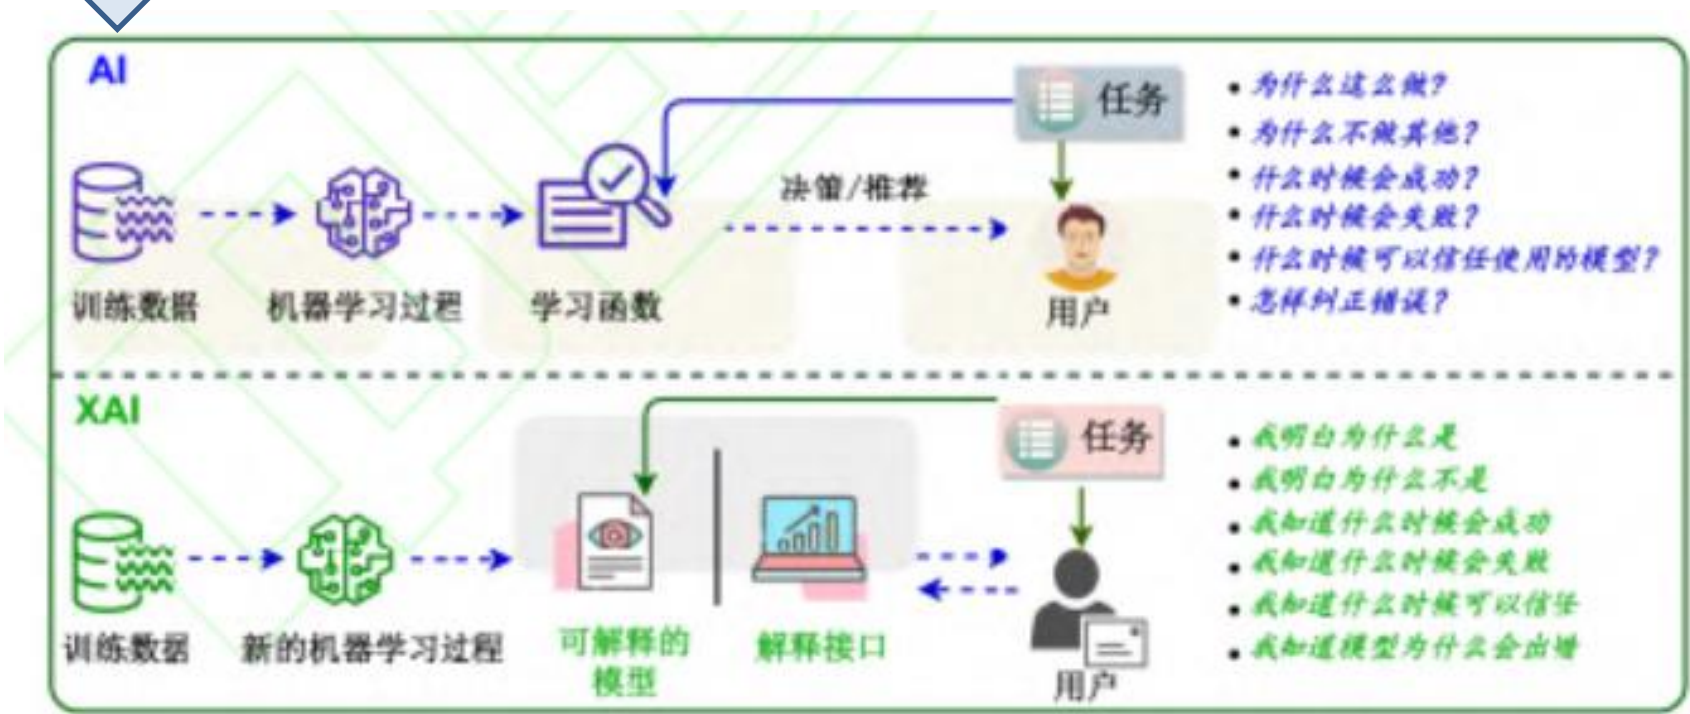 AI
任务
决策/推荐
训练数据
机器学习过程
学习函数
用户
为什么这么做?
为什么不做其他?
什么时候会成功?
什么时候会失败?
什么时候可以信任使用的模型?
怎样纠正错误?
XAI
任务
训练数据
新的机器学习过程
可解释的
模型
解释接口
用户
我明白为什么是
我明白为什么不是
我知道什么时候会成功
我知道什么时候会失败
我知道什么时候可以信任
我知道模型为什么会出错